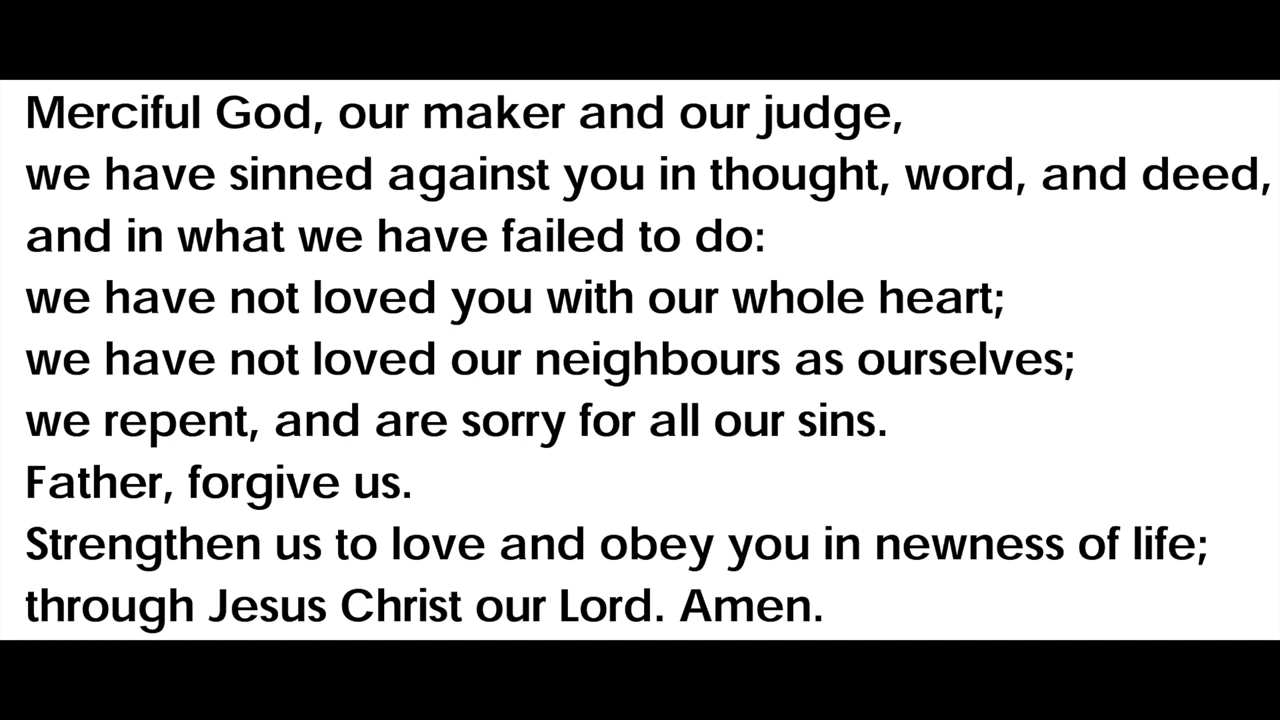 Merciful God, our maker and our judge,
we have sinned against you in thought, word, and deed,
and in what we have failed to do:
we have not loved you with our whole heart;
we have not loved our neighbours as ourselves;
we repent, and are sorry for all our sins.
Father, forgive us.
Strengthen us to love and obey you in newness of life;
through Jesus Christ our Lord. Amen.